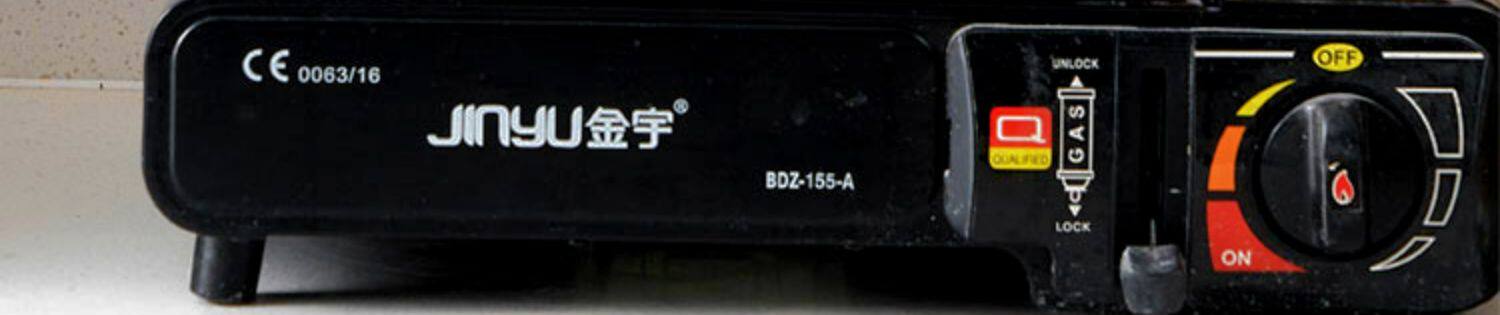 CE 0063/16
JINYU金宇®
BDZ-155-A
Q
QUALIFIED
UNLOCK
GAS
LOCK
OFF
ON